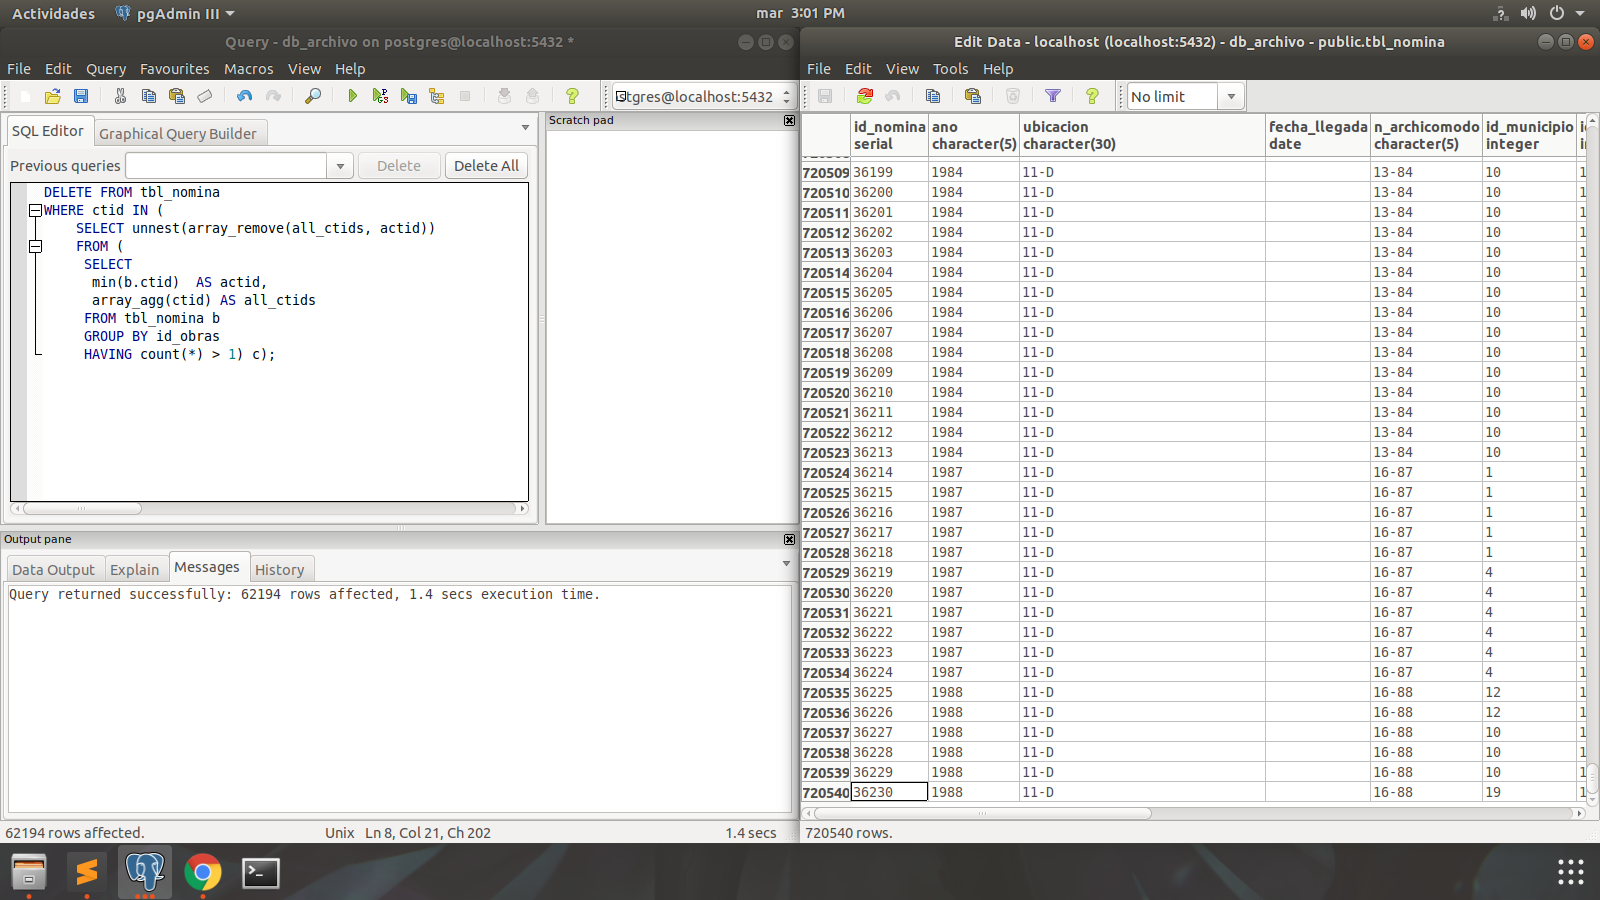 Actividades pgAdmin III mar 3:01 PM
Query - db_archivo on postgres@localhost:5432 *
File Edit Query Favourites Macros View Help
stgres@localhost:5432
SQL Editor Graphical Query Builder
Previous queries Delete Delete All
DELETE FROM tbl_nomina
WHERE ctid IN (
SELECT unnest(array_remove(all_ctids, actid))
FROM (
SELECT
min(b.ctid) AS actid,
array_agg(ctid) AS all_ctids
FROM tbl_nomina b
GROUP BY id_obras
HAVING count(*) > 1) c);
Scratch pad
Output pane
Data Output Explain Messages History
Query returned successfully: 62194 rows affected, 1.4 secs execution time.
62194 rows affected. Unix Ln 8, Col 21, Ch 202 1.4 secs
Edit Data - localhost (localhost:5432) - db_archivo - public.tbl_nomina
File Edit View Tools Help
No limit
id_nomina ano ubicacion fecha_llegada n_archicomodo id_municipio
serial character(5) character(30) date character(5) integer
720509 36199 1984 11-D 13-84 10 1
720510 36200 1984 11-D 13-84 10 1
720511 36201 1984 11-D 13-84 10 1
720512 36202 1984 11-D 13-84 10 1
720513 36203 1984 11-D 13-84 10 1
720514 36204 1984 11-D 13-84 10 1
720515 36205 1984 11-D 13-84 10 1
720516 36206 1984 11-D 13-84 10 1
720517 36207 1984 11-D 13-84 10 1
720518 36208 1984 11-D 13-84 10 1
720519 36209 1984 11-D 13-84 10 1
720520 36210 1984 11-D 13-84 10 1
720521 36211 1984 11-D 13-84 10 1
720522 36212 1984 11-D 13-84 10 1
720523 36213 1984 11-D 13-84 10 1
720524 36214 1987 11-D 16-87 1 1
720525 36215 1987 11-D 16-87 1 1
720526 36216 1987 11-D 16-87 1 1
720527 36217 1987 11-D 16-87 1 1
720528 36218 1987 11-D 16-87 1 1
720529 36219 1987 11-D 16-87 4 1
720530 36220 1987 11-D 16-87 4 1
720531 36221 1987 11-D 16-87 4 1
720532 36222 1987 11-D 16-87 4 1
720533 36223 1987 11-D 16-87 4 1
720534 36224 1987 11-D 16-87 4 1
720535 36225 1988 11-D 16-88 12 1
720536 36226 1988 11-D 16-88 12 1
720537 36227 1988 11-D 16-88 10 1
720538 36228 1988 11-D 16-88 10 1
720539 36229 1988 11-D 16-88 10 1
720540 36230 1988 11-D 16-88 19 1
720540 rows.